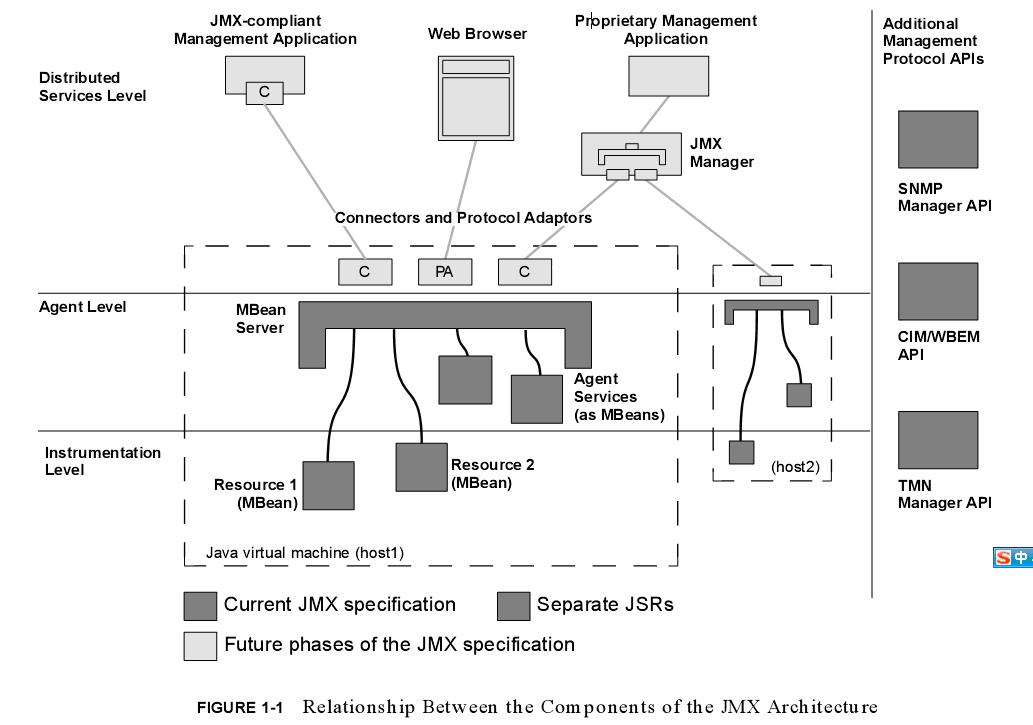 JMX-compliant
Management Application
Web Browser
Proprietary Management
Application
Additional
Management
Protocol APIs
Distributed
Services Level
C
JMX
Manager
SNMP
Manager API
Connectors and Protocol Adaptors
C
PA
C
Agent Level
MBean
Server
CIM/WBEM
API
Agent
Services
(as MBeans)
Instrumentation
Level
Resource 1
(MBean)
Resource 2
(MBean)
(host2)
TMN
Manager API
Java virtual machine (host1)
S 中
Current JMX specification
Separate JSRs
Future phases of the JMX specification
FIGURE 1-1 Relationship Between the Components of the JMX Architecture